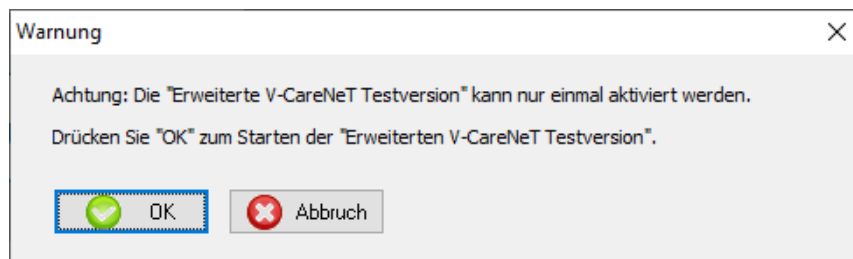 Warnung
Achtung: Die "Erweiterte V-CareNeT Testversion" kann nur einmal aktiviert werden.
Drücken Sie "OK" zum Starten der "Erweiterten V-CareNeT Testversion".
OK Abbruch